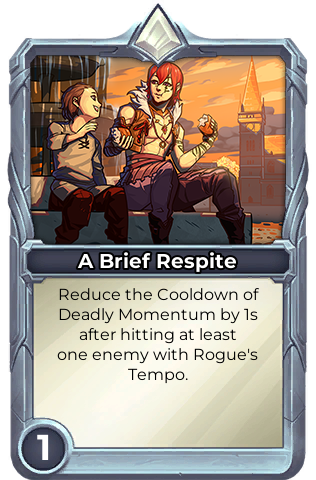 A Brief Respite
Reduce the Cooldown of
Deadly Momentum by 1s
after hitting at least
one enemy with Rogue's
Tempo.
1